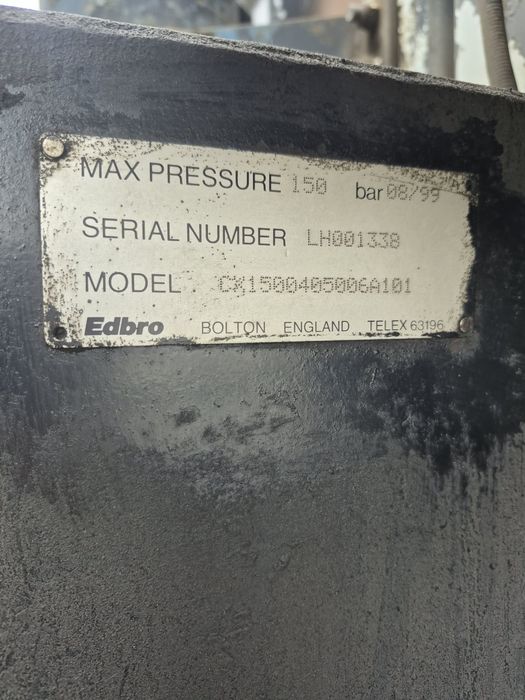 MAX PRESSURE 150 bar 08/99
SERIAL NUMBER LH001338
MODEL CX1500405006A101
Edbro BOLTON ENGLAND TELEX 63196